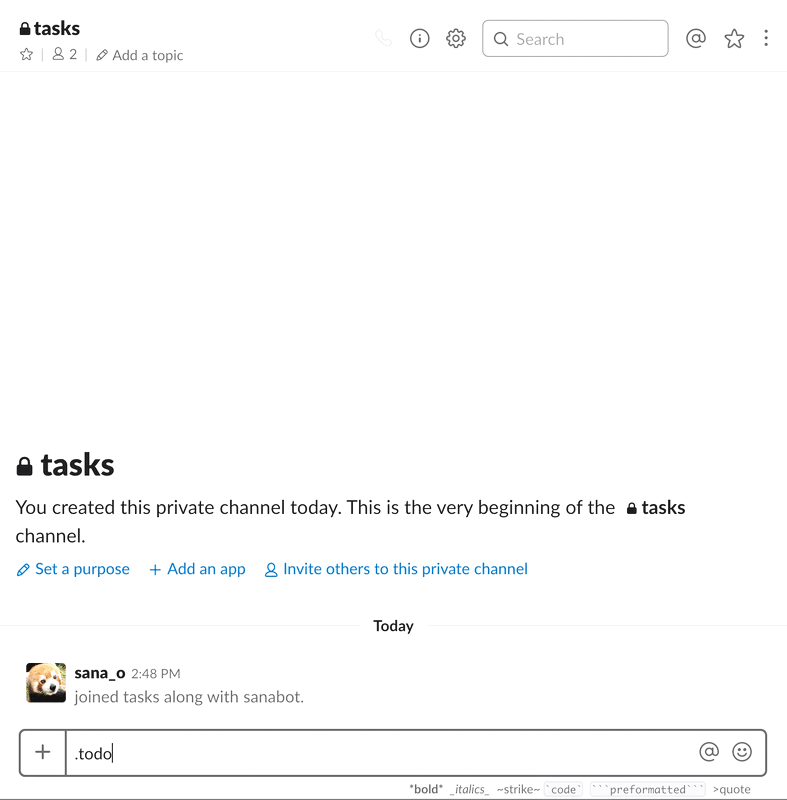 tasks
2 Add a topic
Search
tasks
You created this private channel today. This is the very beginning of the tasks
channel.
Set a purpose + Add an app Invite others to this private channel
Today
sana_o 2:48 PM
joined tasks along with sanabot.
.todo
*bold* _italics_ ~strike~ `code` ```preformatted``` >quote